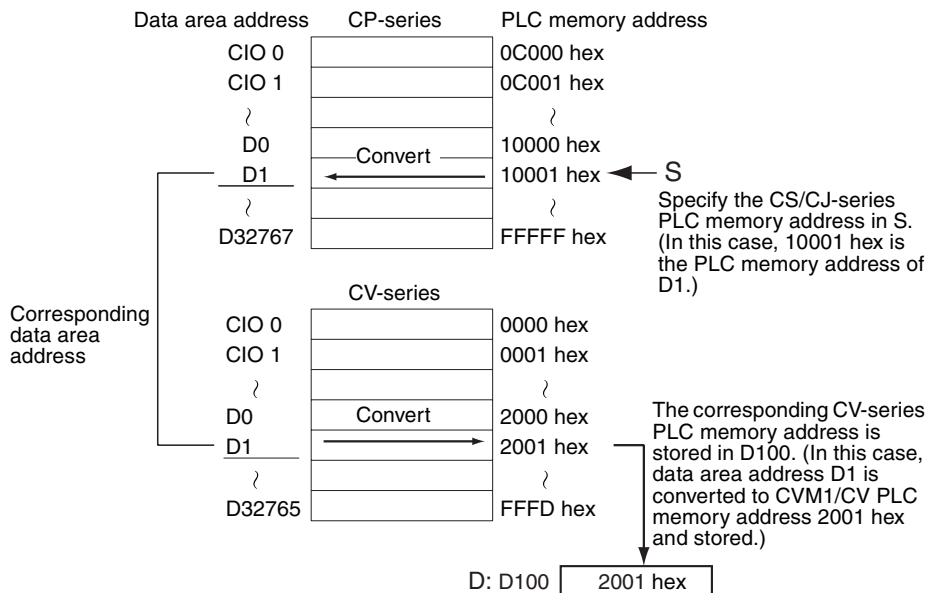 Data area address CP-series PLC memory address
CIO 0 0C000 hex
CIO 1 0C001 hex
~ ~
D0 10000 hex
D1 Convert 10001 hex S
~ ~
D32767 FFFFF hex
Specify the CS/CJ-series
PLC memory address in S.
(In this case, 10001 hex is
the PLC memory address of
D1.)
Corresponding
data area
address
CV-series
CIO 0 0000 hex
CIO 1 0001 hex
~ ~
D0 Convert 2000 hex
D1 2001 hex
~ ~
D32765 FFFD hex
The corresponding CV-series
PLC memory address is
stored in D100. (In this case,
data area address D1 is
converted to CVM1/CV PLC
memory address 2001 hex
and stored.)
D: D100 2001 hex